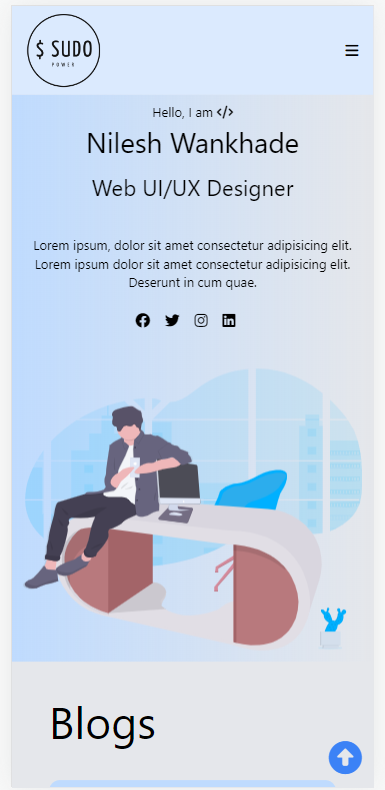 $ SUDO
POWER
Hello, I am </>
Nilesh Wankhade
Web UI/UX Designer
Lorem ipsum, dolor sit amet consectetur adipisicing elit.
Lorem ipsum dolor sit amet consectetur adipisicing elit.
Deserunt in cum quae.
Blogs